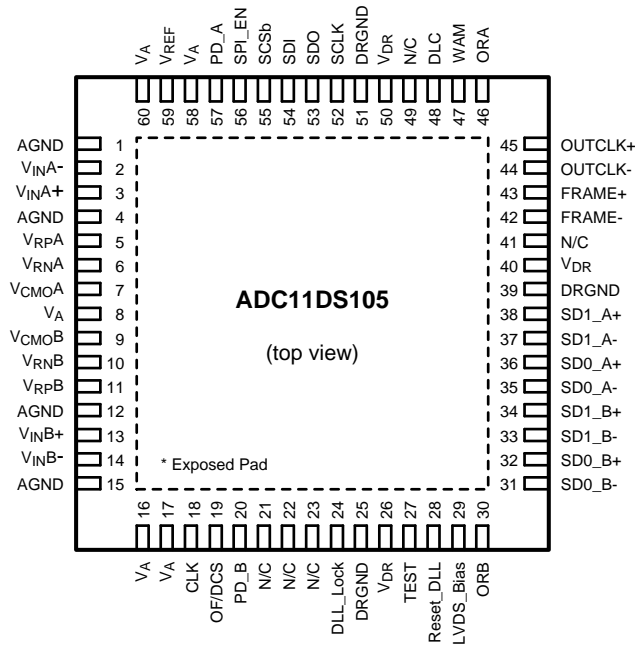 VA VREF VA PD_A SPI_EN SCSb SDI SDO SCLK DRGND VDR N/C DLC WAM ORA
60 59 58 57 56 55 54 53 52 51 50 49 48 47 46
AGND 1
VINA- 2
VINA+ 3
AGND 4
VRPA 5
VRNA 6
VCMOA 7
VA 8
VCMOB 9
VRNB 10
VRPB 11
AGND 12
VINB+ 13
VINB- 14
AGND 15
ADC11DS105
(top view)
* Exposed Pad
45 OUTCLK+
44 OUTCLK-
43 FRAME+
42 FRAME-
41 N/C
40 VDR
39 DRGND
38 SD1_A+
37 SD1_A-
36 SD0_A+
35 SD0_A-
34 SD1_B+
33 SD1_B-
32 SD0_B+
31 SD0_B-
16 17 18 19 20 21 22 23 24 25 26 27 28 29 30
VA VA CLK OF/DCS PD_B N/C N/C N/C DLL_Lock DRGND VDR TEST Reset_DLL LVDS_Bias ORB